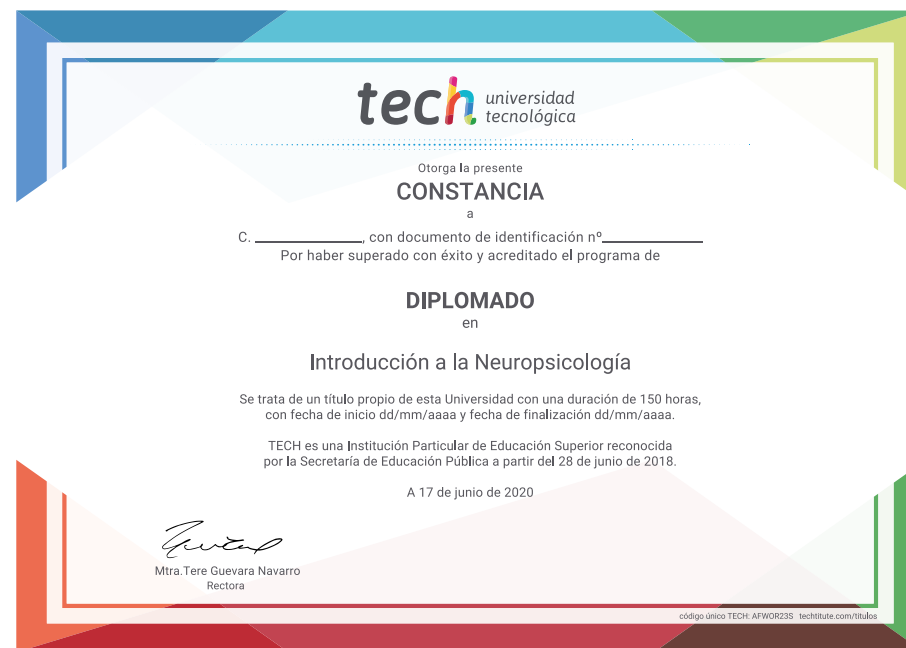 tech universidad
tecnológica
Otorga la presente
CONSTANCIA
a
C. ____________, con documento de identificación nº____________
Por haber superado con éxito y acreditado el programa de
DIPLOMADO
en
Introducción a la Neuropsicología
Se trata de un título propio de esta Universidad con una duración de 150 horas,
con fecha de inicio dd/mm/aaaa y fecha de finalización dd/mm/aaaa.
TECH es una Institución Particular de Educación Superior reconocida
por la Secretaría de Educación Pública a partir del 28 de junio de 2018.
A 17 de junio de 2020
Mtra.Tere Guevara Navarro
Rectora
código único TECH: AFWOR23S techtitute.com/titulos